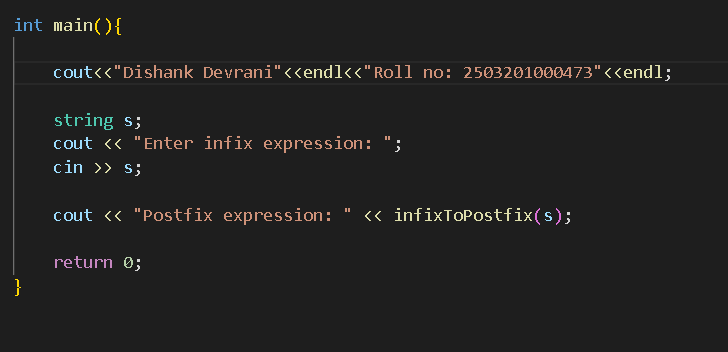 int main(){
cout<<"Dishank Devrani"<<endl<<"Roll no: 2503201000473"<<endl;
string s;
cout << "Enter infix expression: ";
cin >> s;
cout << "Postfix expression: " << infixToPostfix(s);
return 0;
}